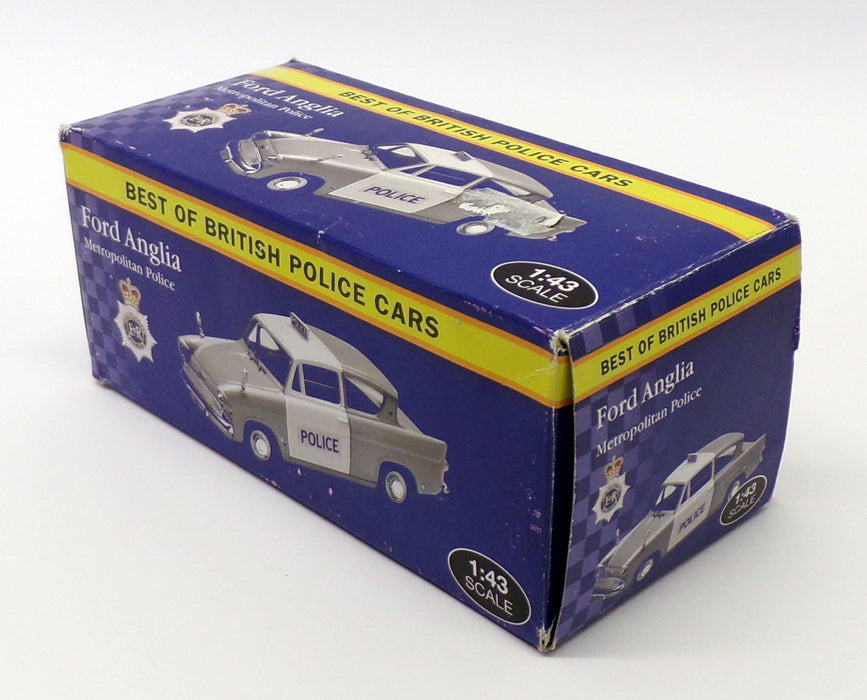 Ford Anglia
Metropolitan Police
BEST OF BRITISH POLICE CARS
POLICE
1:43
SCALE
BEST OF BRITISH POLICE CARS
Ford Anglia
Metropolitan Police
POLICE
1:43
SCALE
BEST OF BRITISH POLICE CARS
Ford Anglia
Metropolitan Police
POLICE
1:43
SCALE